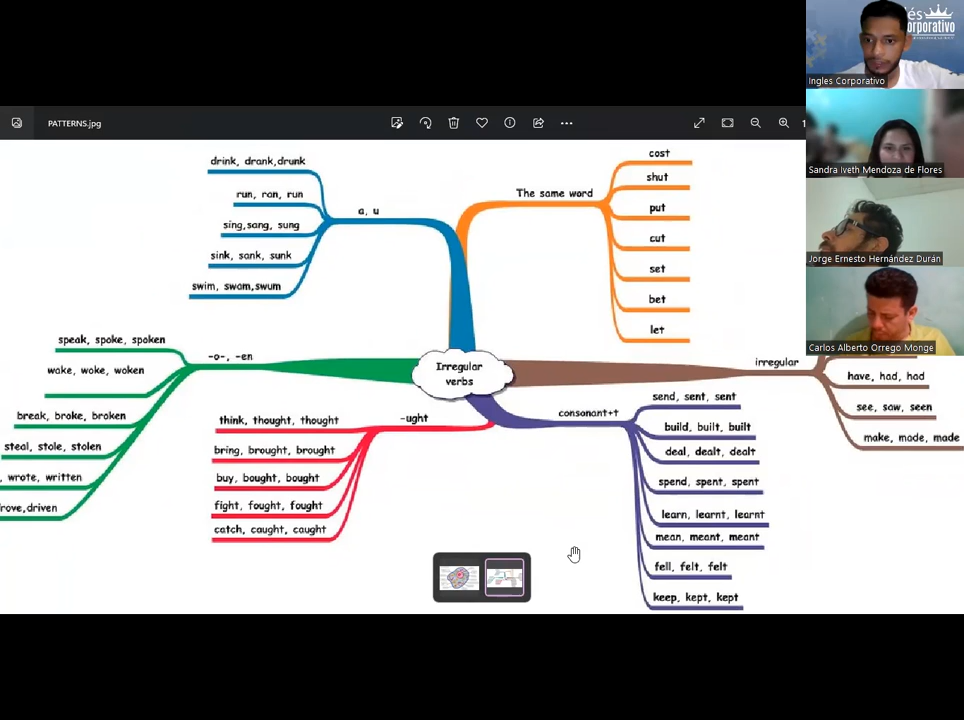 és
orporativo
Ingles Corporativo
Sandra Iveth Mendoza de Flores
Jorge Ernesto Hernández Durán
Carlos Alberto Orrego Monge
PATTERNS.jpg
1
drink, drank,drunk
run, ran, run
sing,sang, sung
sink, sank, sunk
swim, swam,swum
a, u
The same word
cost
shut
put
cut
set
bet
let
speak, spoke, spoken
wake, woke, woken
break, broke, broken
steal, stole, stolen
, wrote, written
rove,driven
-o-, -en
Irregular
verbs
irregular
have, had, had
see, saw, seen
make, made, made
think, thought, thought
bring, brought, brought
buy, bought, bought
fight, fought, fought
catch, caught, caught
-ught
consonant+t
send, sent, sent
build, built, built
deal, dealt, dealt
spend, spent, spent
learn, learnt, learnt
mean, meant, meant
fell, felt, felt
keep, kept, kept